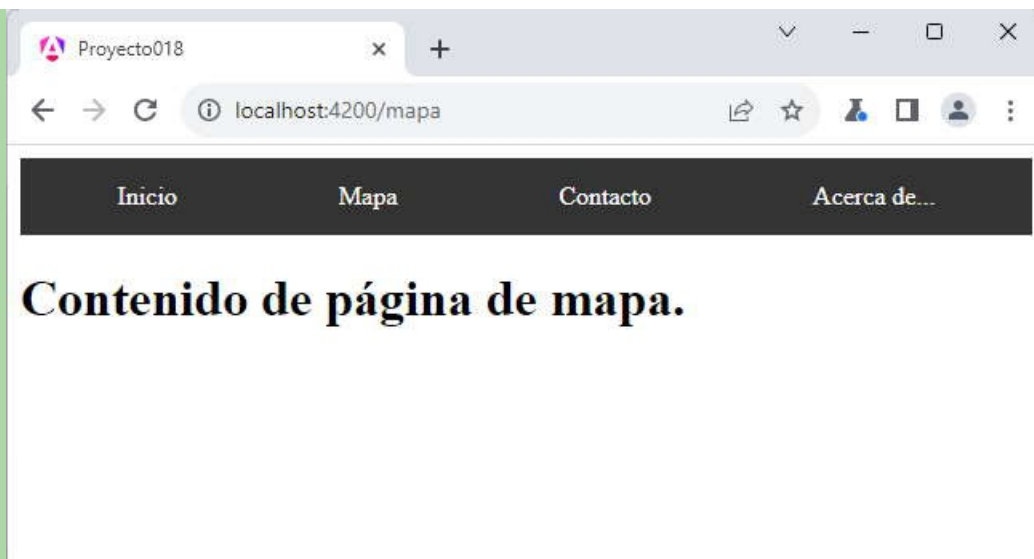 Proyecto018
localhost:4200/mapa
Inicio Mapa Contacto Acerca de...
Contenido de página de mapa.